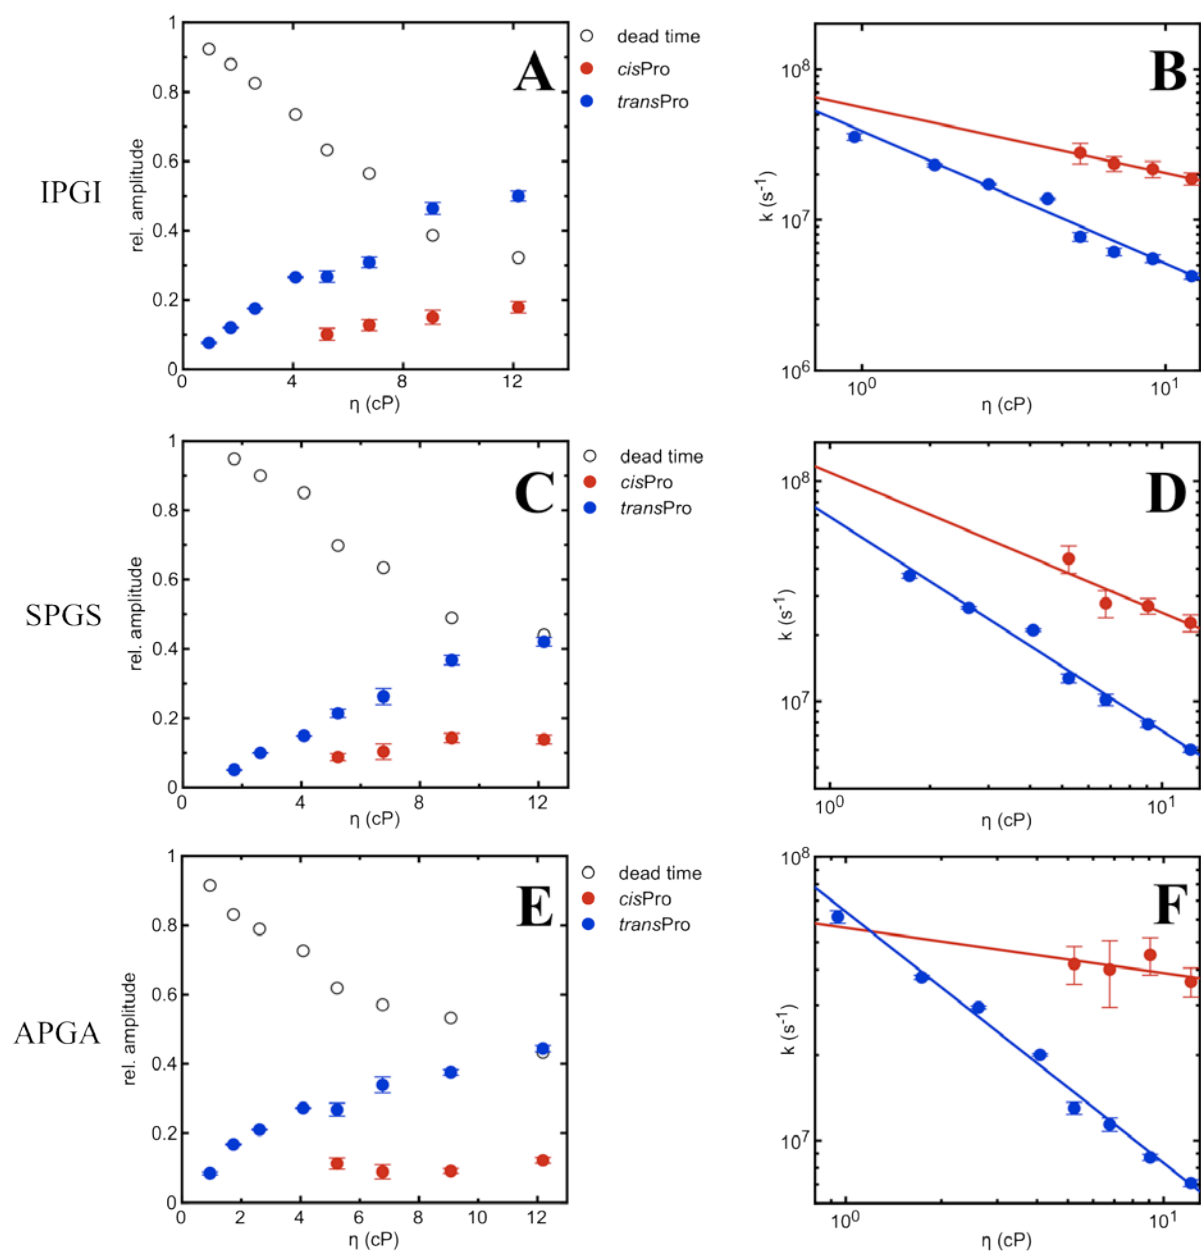 IPGI
A
1
0.8
0.6
0.4
0.2
0
rel. amplitude
0 4 8 12
η (cP)
dead time
cisPro
transPro
B
10⁸
10⁷
10⁶
k (s⁻¹)
10⁰ 10¹
η (cP)
SPGS
C
1
0.8
0.6
0.4
0.2
0
rel. amplitude
0 4 8 12
η (cP)
dead time
cisPro
transPro
D
10⁸
10⁷
k (s⁻¹)
10⁰ 10¹
η (cP)
APGA
E
1
0.8
0.6
0.4
0.2
0
rel. amplitude
0 2 4 6 8 10 12
η (cP)
dead time
cisPro
transPro
F
10⁸
10⁷
k (s⁻¹)
10⁰ 10¹
η (cP)